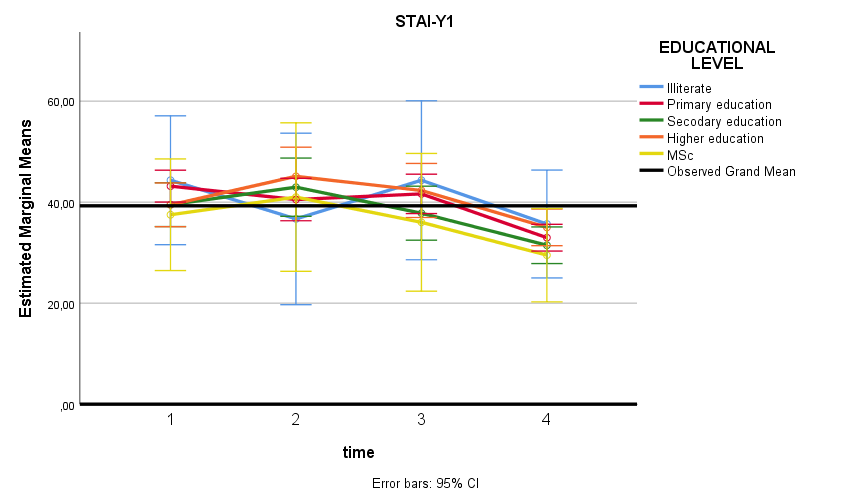 STAI-Y1
Estimated Marginal Means
60,00
40,00
20,00
,00
1 2 3 4
time
Error bars: 95% CI
EDUCATIONAL
LEVEL
Illiterate
Primary education
Secodary education
Higher education
MSc
Observed Grand Mean